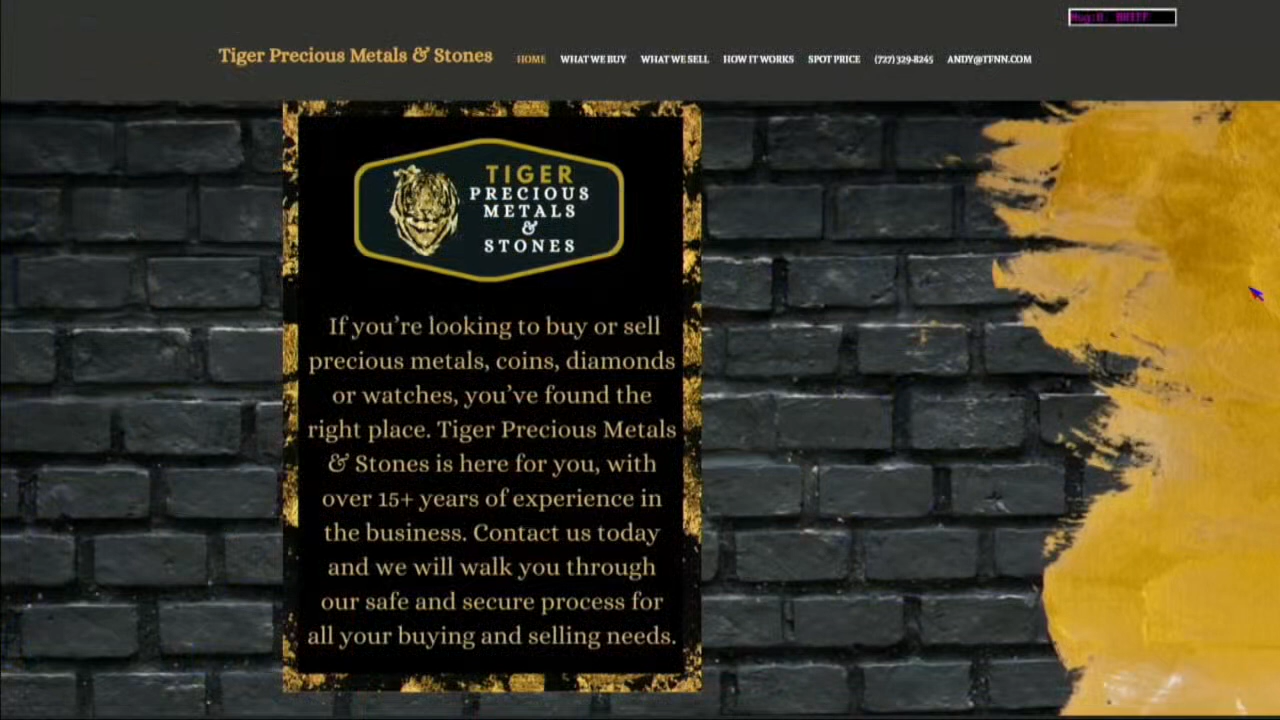 Tiger Precious Metals & Stones
HOME WHAT WE BUY WHAT WE SELL HOW IT WORKS SPOT PRICE (727) 329-8245 ANDY@TFNN.COM
TIGER
PRECIOUS
METALS
&
STONES
If you’re looking to buy or sell
precious metals, coins, diamonds
or watches, you’ve found the
right place. Tiger Precious Metals
& Stones is here for you, with
over 15+ years of experience in
the business. Contact us today
and we will walk you through
our safe and secure process for
all your buying and selling needs.